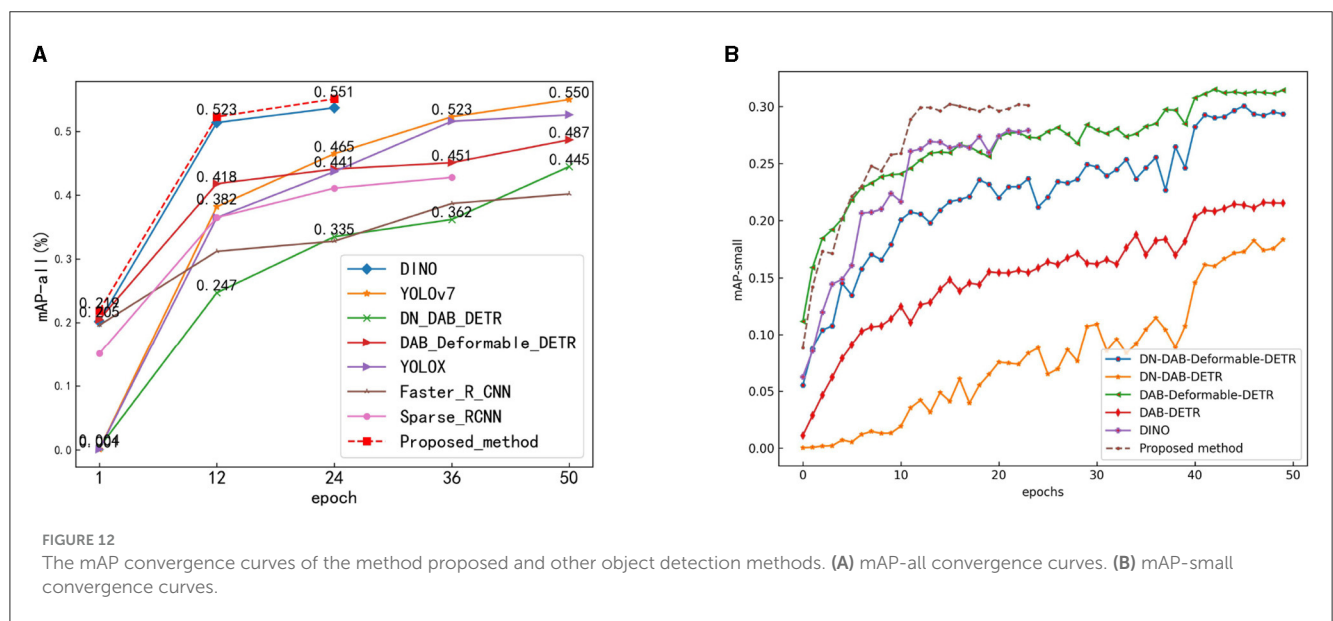 A
B
0.551
0.550
0.523
0.523
0.5
0.487
0.465
0.441
0.451
0.445
0.418
0.4
0.382
0.362
0.335
0.3
0.247
0.219
0.205
0.2
0.1
0.004
0.0
mAP-all(%)
DINO
YOLOv7
DN_DAB_DETR
DAB_Deformable_DETR
YOLOX
Faster_R_CNN
Sparse_RCNN
Proposed_method
1 12 24 36 50
epoch
0.30
0.25
0.20
0.15
0.10
0.05
0.00
mAP-small
DN-DAB-Deformable-DETR
DN-DAB-DETR
DAB-Deformable-DETR
DAB-DETR
DINO
Proposed method
0 10 20 30 40 50
epochs
FIGURE 12
The mAP convergence curves of the method proposed and other object detection methods. (A) mAP-all convergence curves. (B) mAP-small
convergence curves.